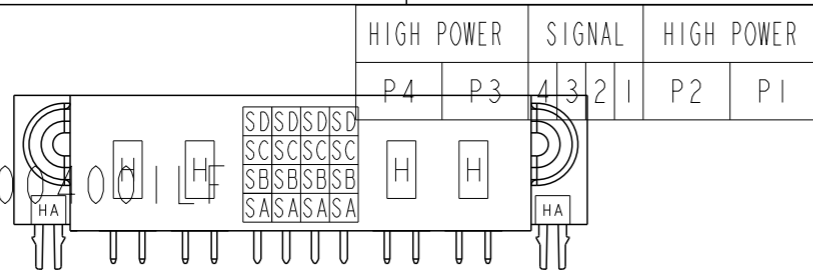 HIGH POWER SIGNAL HIGH POWER
P4 P3 4 3 2 1 P2 P1
SD SD SD SD
SC SC SC SC
H H H H
SB SB SB SB
00400ILF
SA SA SA SA
HA HA